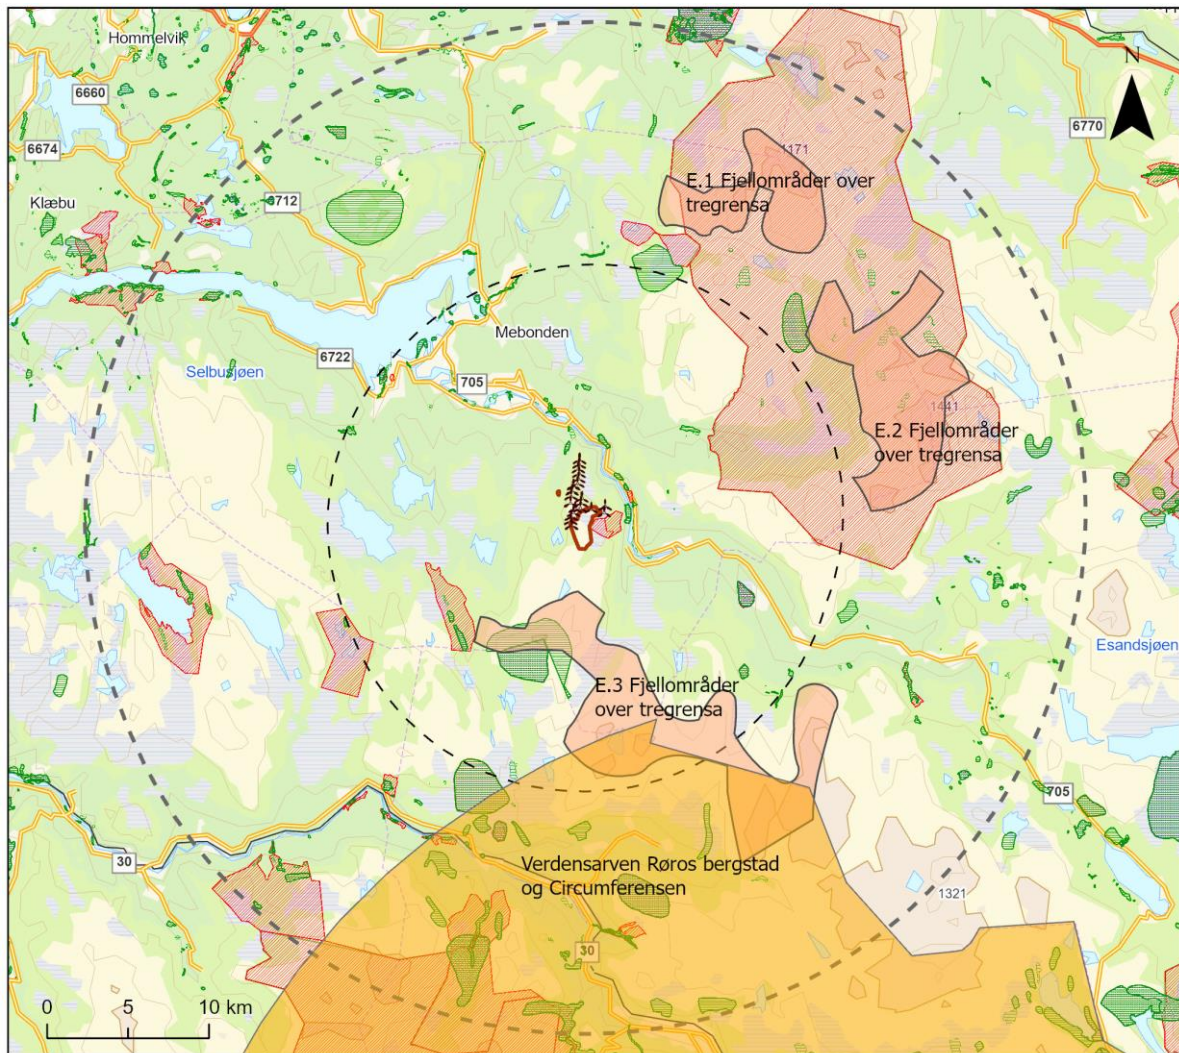 Hommelvik
N
6660
6770
6674
1171
E.1 Fjellområder over
tregrensa
Klæbu
6712
Mebonden
6722
Selbusjøen
705
1441
E.2 Fjellområder
over tregrensa
Esandsjøen
E.3 Fjellområder
over tregrensa
705
30
Verdensarven Røros bergstad
og Circumferensen
1321
30
0 5 10 km